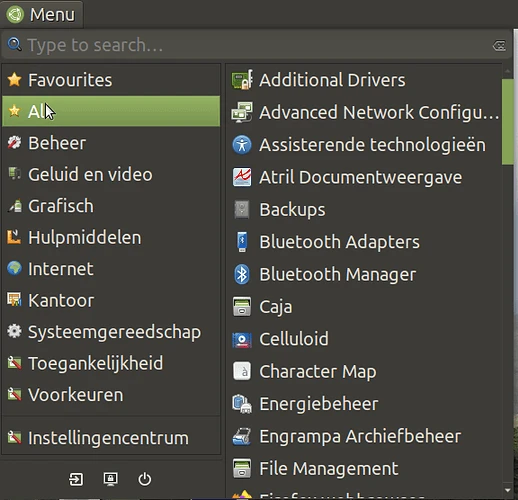 Menu
Type to search…
Favourites
All
Beheer
Geluid en video
Grafisch
Hulpmiddelen
Internet
Kantoor
Systeemgereedschap
Toegankelijkheid
Voorkeuren
Instellingencentrum
Additional Drivers
Advanced Network Configu…
Assisterende technologieën
Atril Documentweergave
Backups
Bluetooth Adapters
Bluetooth Manager
Caja
Celluloid
Character Map
Energiebeheer
Engrampa Archiefbeheer
File Management
Firefox webbrowser